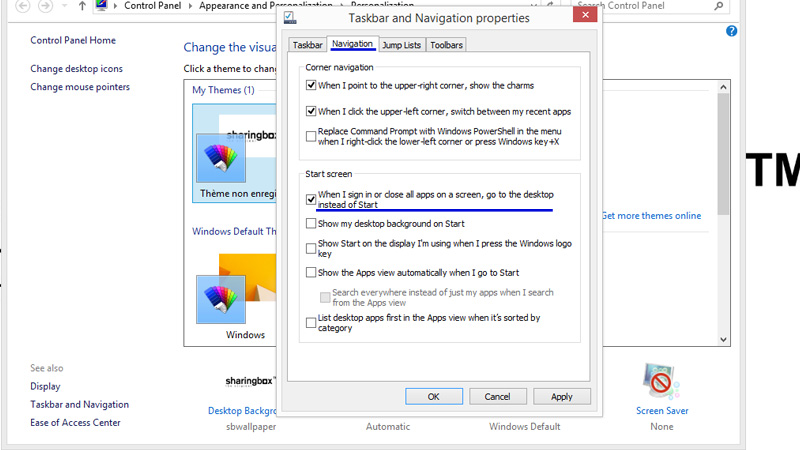 Control Panel
Appearance and Personalization
Personalization
Search Control Panel
Taskbar and Navigation properties
Control Panel Home
Change desktop icons
Change mouse pointers
Change the visua
Click a theme to chang
My Themes (1)
sharingbox
Thème non enregi
Windows Default Th
Windows
Get more themes online
TM
Taskbar
Navigation
Jump Lists
Toolbars
Corner navigation
When I point to the upper-right corner, show the charms
When I click the upper-left corner, switch between my recent apps
Replace Command Prompt with Windows PowerShell in the menu
when I right-click the lower-left corner or press Windows key+X
Start screen
When I sign in or close all apps on a screen, go to the desktop
instead of Start
Show my desktop background on Start
Show Start on the display I'm using when I press the Windows logo
key
Show the Apps view automatically when I go to Start
Search everywhere instead of just my apps when I search
from the Apps view
List desktop apps first in the Apps view when it's sorted by
category
OK
Cancel
Apply
See also
Display
Taskbar and Navigation
Ease of Access Center
sharingbox
Desktop Backgro
sbwallpaper
Automatic
Windows Default
Screen Saver
None